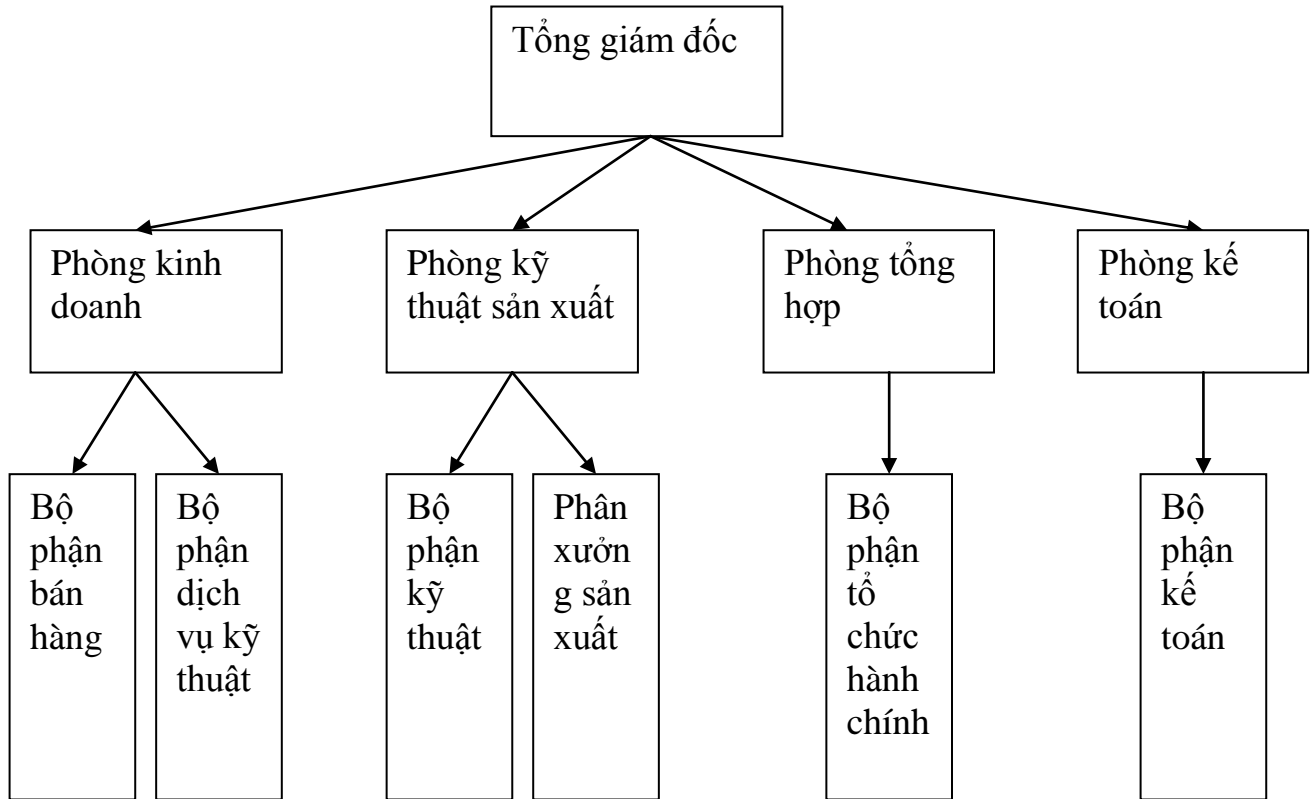 Tổng giám đốc
Phòng kinh
doanh
Phòng kỹ
thuật sản xuất
Phòng tổng
hợp
Phòng kế
toán
Bộ
phận
bán
hàng
Bộ
phận
dịch
vụ kỹ
thuật
Bộ
phận
kỹ
thuật
Phân
xưởn
g sản
xuất
Bộ
phận
tổ
chức
hành
chính
Bộ
phận
kế
toán